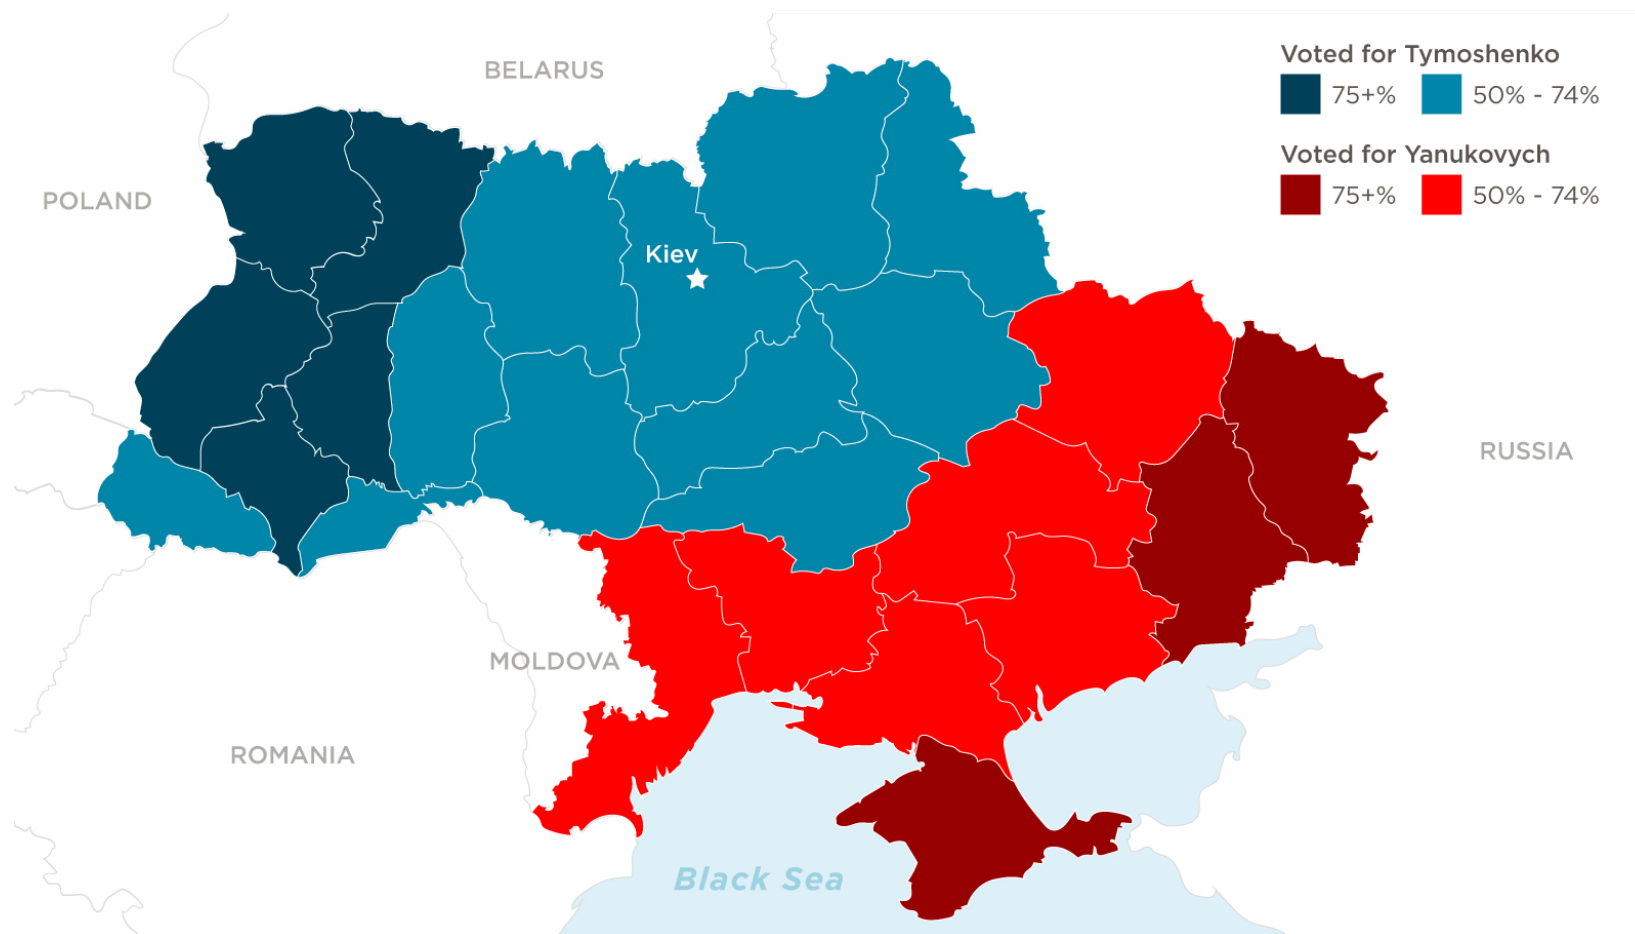 Voted for Tymoshenko
75+% 50% - 74%
Voted for Yanukovych
75+% 50% - 74%
BELARUS
POLAND
Kiev
RUSSIA
MOLDOVA
ROMANIA
Black Sea